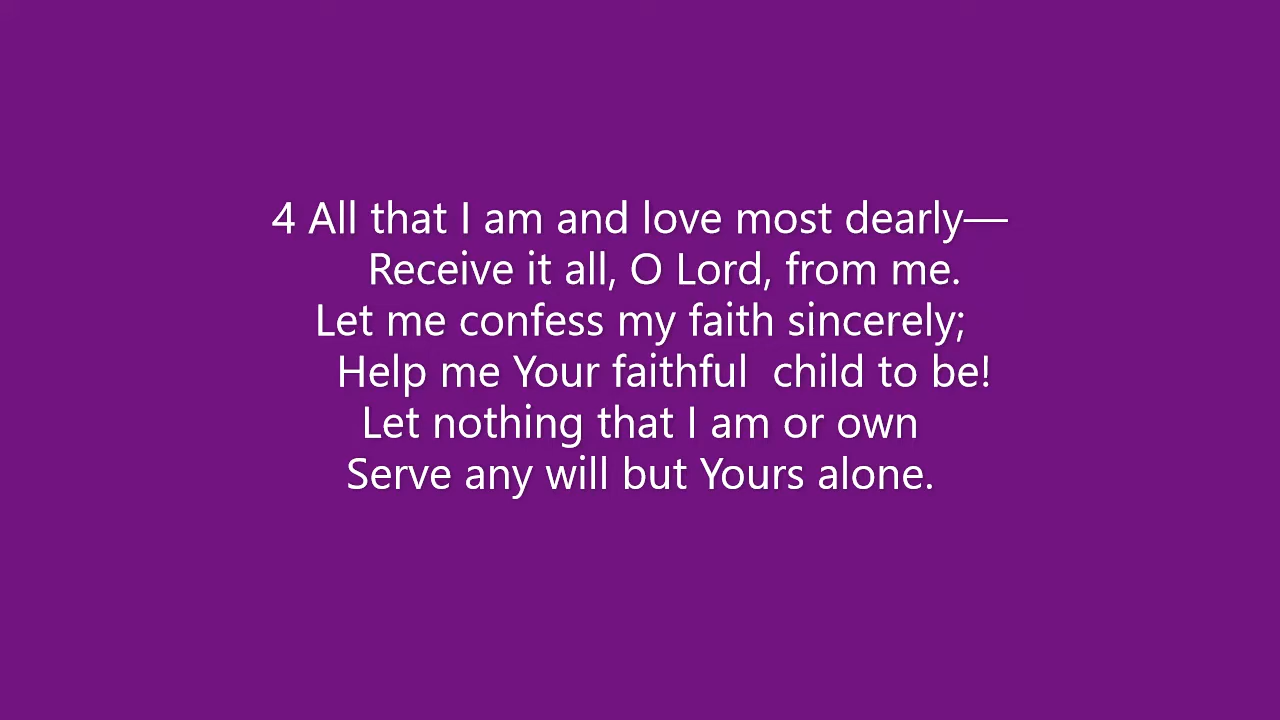 4 All that I am and love most dearly—
Receive it all, O Lord, from me.
Let me confess my faith sincerely;
Help me Your faithful  child to be!
Let nothing that I am or own
Serve any will but Yours alone.